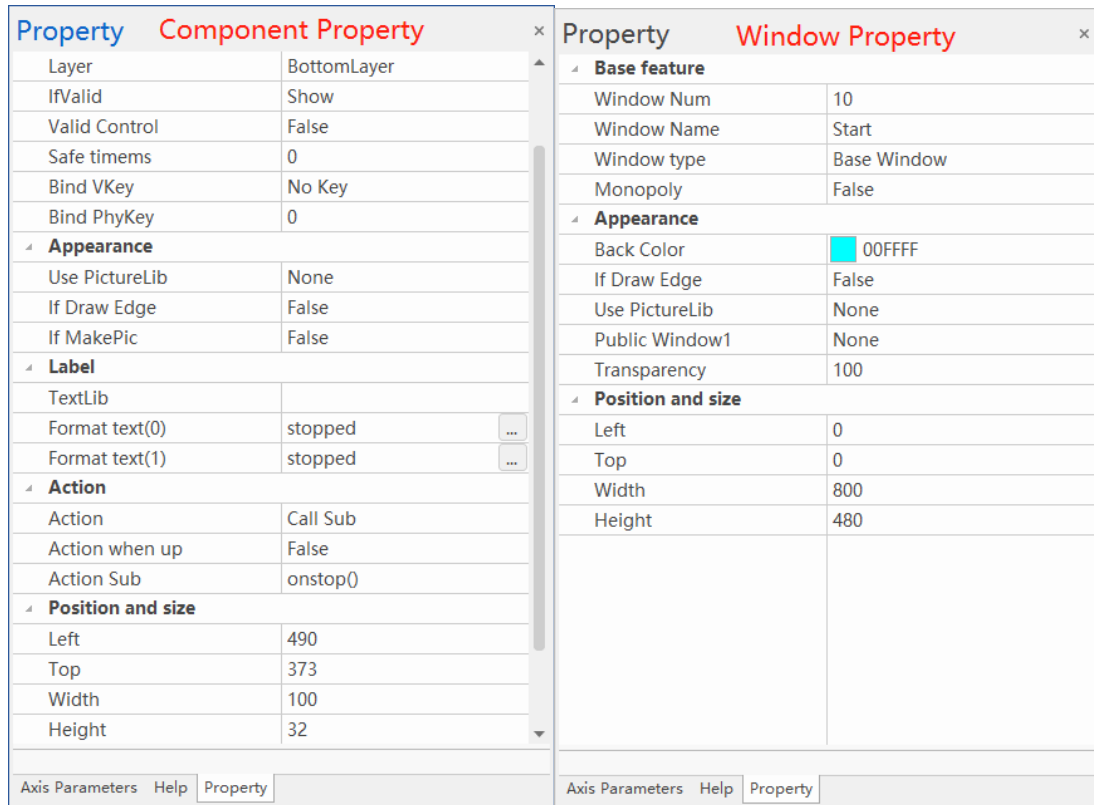 Property Component Property ×
Layer BottomLayer
IfValid Show
Valid Control False
Safe timems 0
Bind VKey No Key
Bind PhyKey 0
Appearance
Use PictureLib None
If Draw Edge False
If MakePic False
Label
TextLib
Format text(0) stopped ...
Format text(1) stopped ...
Action
Action Call Sub
Action when up False
Action Sub onstop()
Position and size
Left 490
Top 373
Width 100
Height 32
Axis Parameters Help Property
Property Window Property ×
Base feature
Window Num 10
Window Name Start
Window type Base Window
Monopoly False
Appearance
Back Color 00FFFF
If Draw Edge False
Use PictureLib None
Public Window1 None
Transparency 100
Position and size
Left 0
Top 0
Width 800
Height 480
Axis Parameters Help Property